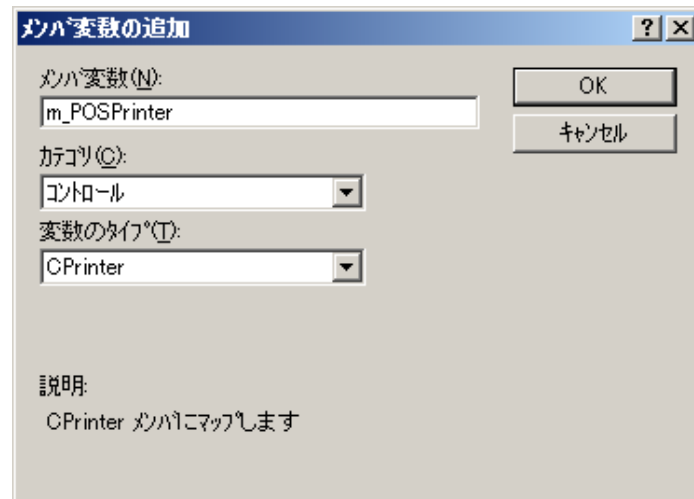 ﾒﾝﾊﾞ変数の追加
ﾒﾝﾊﾞ変数(N):
m_POSPrinter
OK
ｷｬﾝｾﾙ
ｶﾃｺﾞﾘ(C):
ｺﾝﾄﾛｰﾙ
変数のﾀｲﾌﾟ(T):
CPrinter
説明:
CPrinter ﾒﾝﾊﾞにﾏｯﾌﾟします